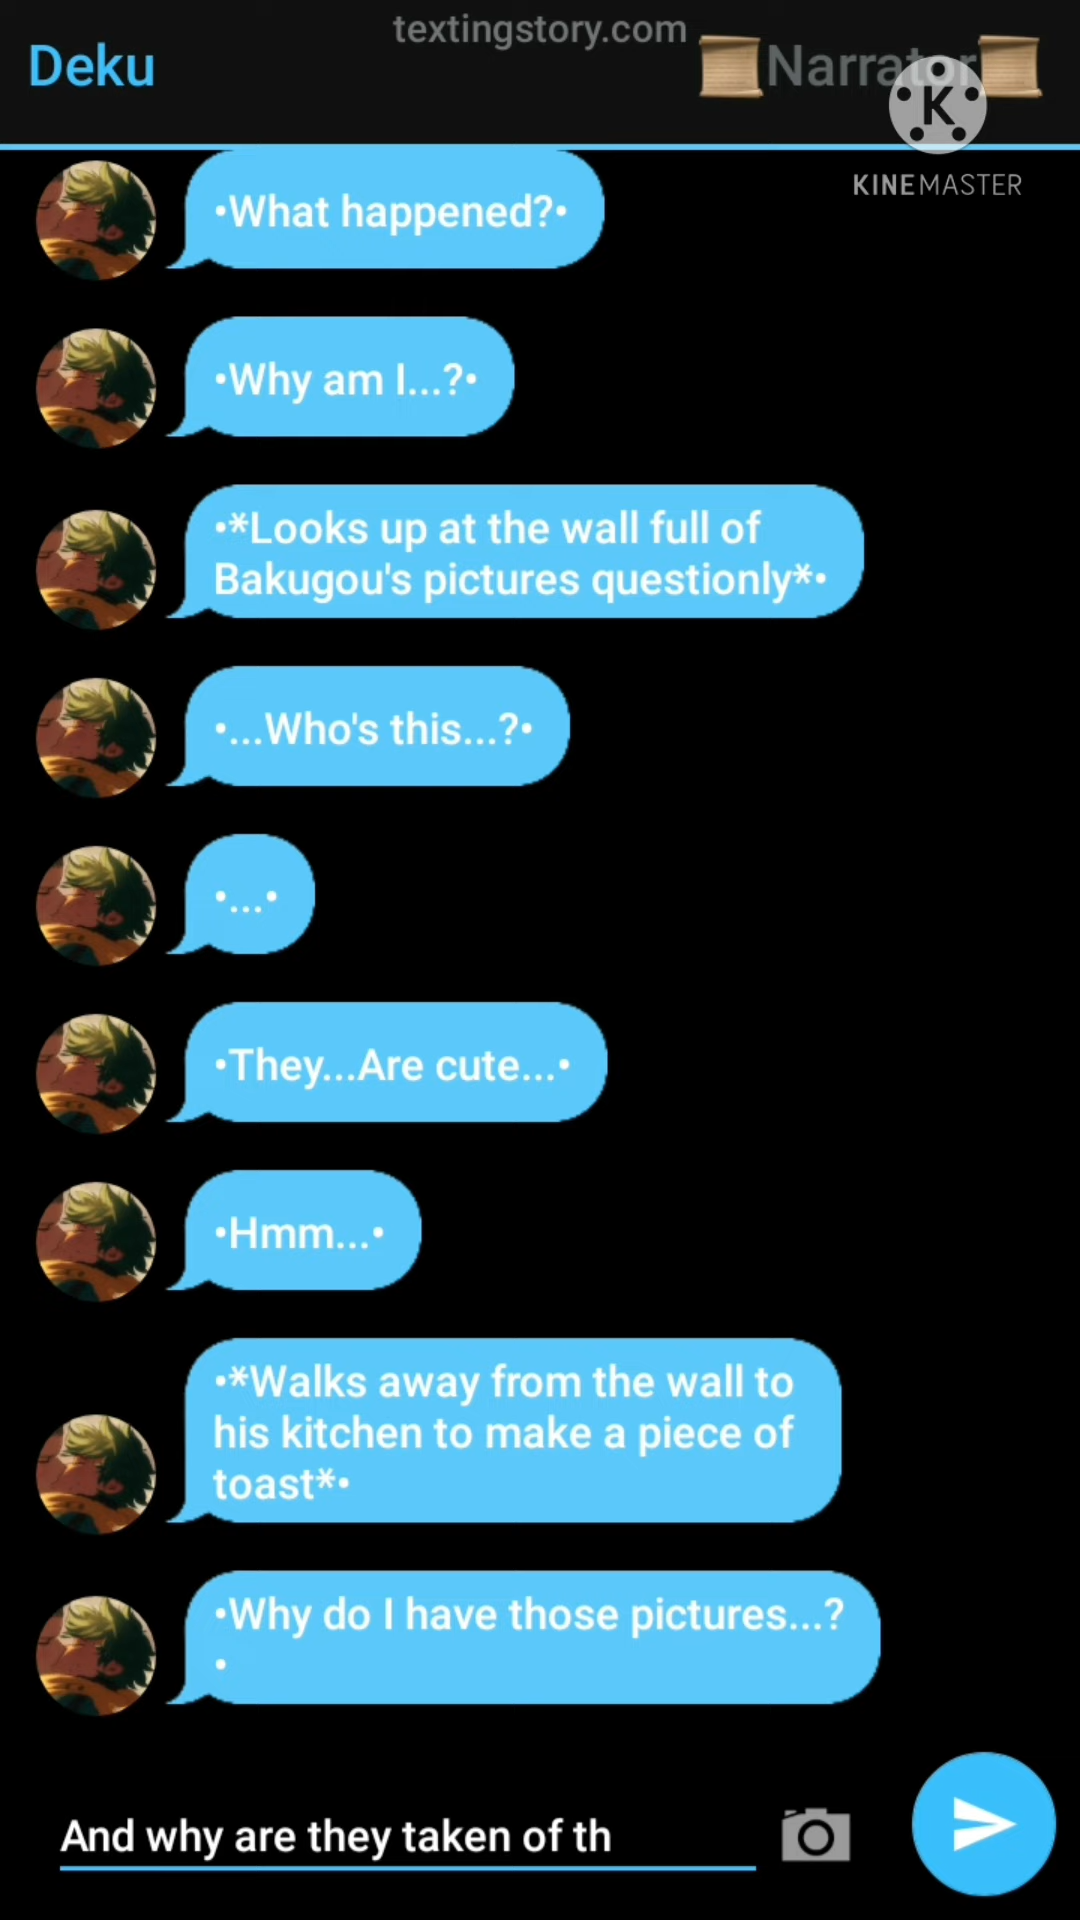 textingstory.com
Deku
Narrator
K
KINEMASTER
•What happened?•
•Why am I...?•
•*Looks up at the wall full of
Bakugou's pictures questionly*•
•...Who's this...?•
•...•
•They...Are cute...•
•Hmm...•
•*Walks away from the wall to
his kitchen to make a piece of
toast*•
•Why do I have those pictures...?
•
And why are they taken of th